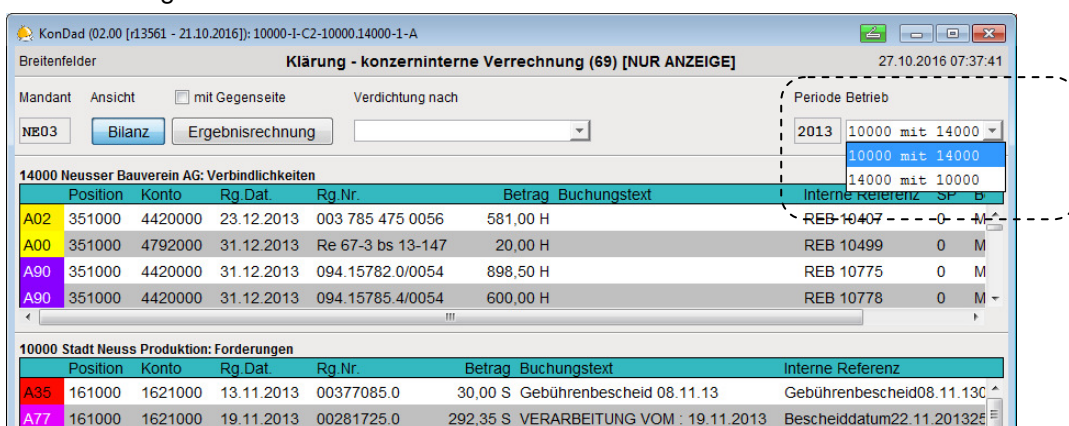 KonDad (02.00 [r13561 - 21.10.2016]): 10000-I-C2-10000.14000-1-A
Breitenfelder Klärung - konzerninterne Verrechnung (69) [NUR ANZEIGE] 27.10.2016 07:37:41
Mandant Ansicht mit Gegenseite Verdichtung nach Periode Betrieb
NE03 Bilanz Ergebnisrechnung 2013 10000 mit 14000
10000 mit 14000
14000 mit 10000
14000 Neusser Bauverein AG: Verbindlichkeiten
Position Konto Rg.Dat. Rg.Nr. Betrag Buchungstext Interne Referenz SP
A02 351000 4420000 23.12.2013 003 785 475 0056 581,00 H REB 10407 0 M
A00 351000 4792000 31.12.2013 Re 67-3 bs 13-147 20,00 H REB 10499 0 M
A90 351000 4420000 31.12.2013 094.15782.0/0054 898,50 H REB 10775 0 M
A90 351000 4420000 31.12.2013 094.15785.4/0054 600,00 H REB 10778 0 M
10000 Stadt Neuss Produktion: Forderungen
Position Konto Rg.Dat. Rg.Nr. Betrag Buchungstext Interne Referenz
A35 161000 1621000 13.11.2013 00377085.0 30,00 S Gebührenbescheid 08.11.13 Gebührenbescheid08.11.130
A77 161000 1621000 19.11.2013 00281725.0 292,35 S VERARBEITUNG VOM : 19.11.2013 Bescheiddatum22.11.201325